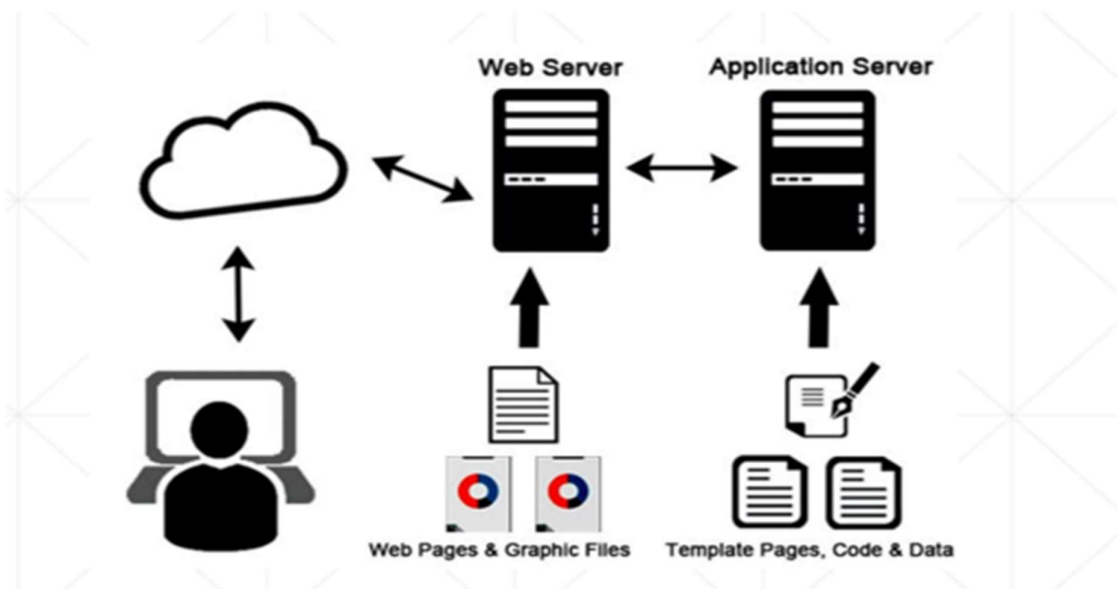 Web Server
Application Server
Web Pages & Graphic Files
Template Pages, Code & Data